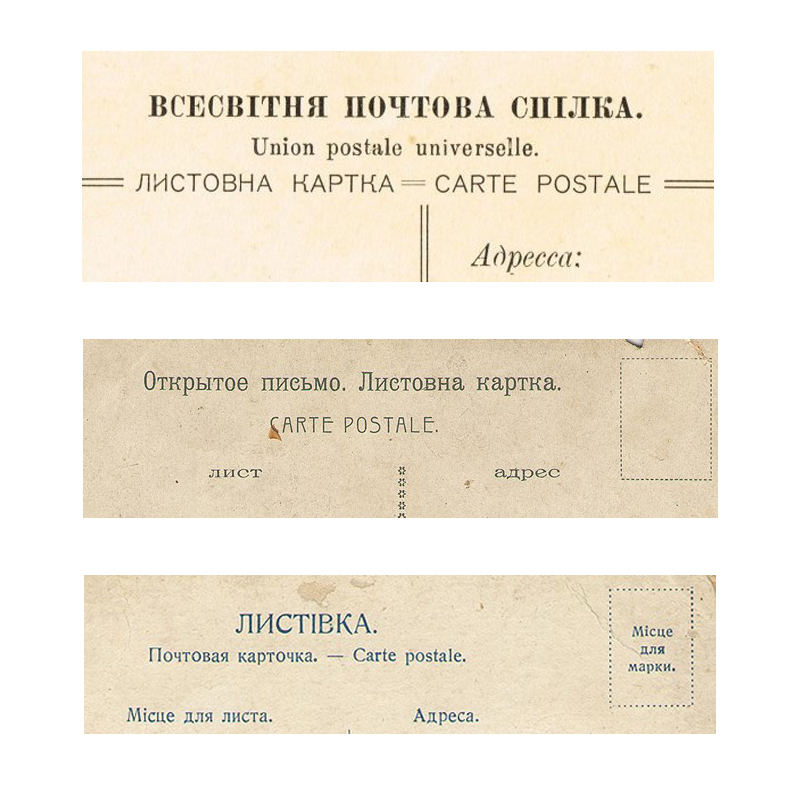 ВСЕСВІТНЯ ПОЧТОВА СПІЛКА.
Union postale universelle.
ЛИСТОВНА КАРТКА = CARTE POSTALE
Адресса:
Открытое письмо. Листовна картка.
CARTE POSTALE.
лист адрес
ЛИСТІВКА.
Почтовая карточка. — Carte postale.
Місце
для
марки.
Місце для листа. Адреса.